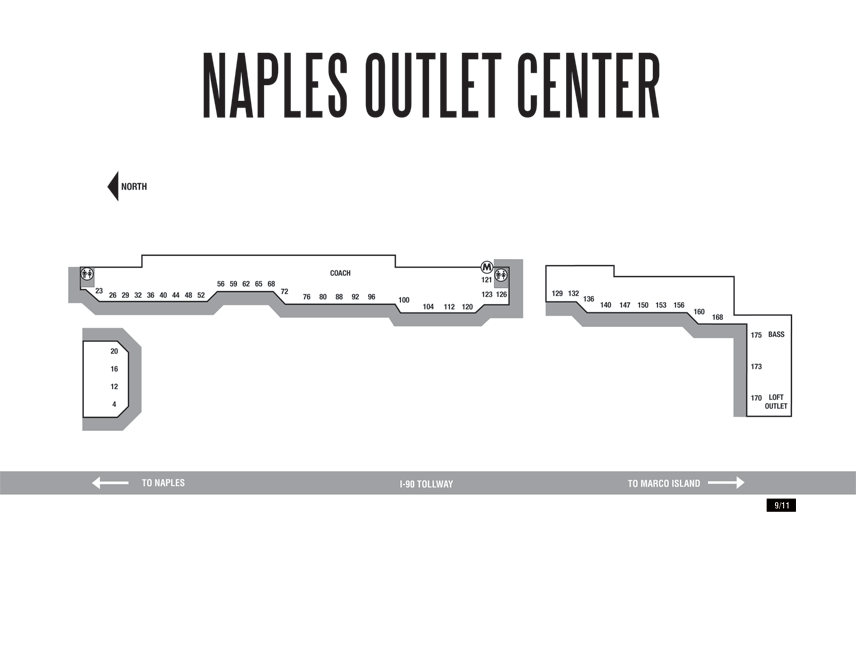 NAPLES OUTLET CENTER
NORTH
COACH
M
121
23 26 29 32 36 40 44 48 52 56 59 62 65 68 72 76 80 88 92 96 100 104 112 120 123 126
129 132 136 140 147 150 153 156 160 168
20
16
12
4
175 BASS
173
170 LOFT
OUTLET
TO NAPLES I-90 TOLLWAY TO MARCO ISLAND
9/11